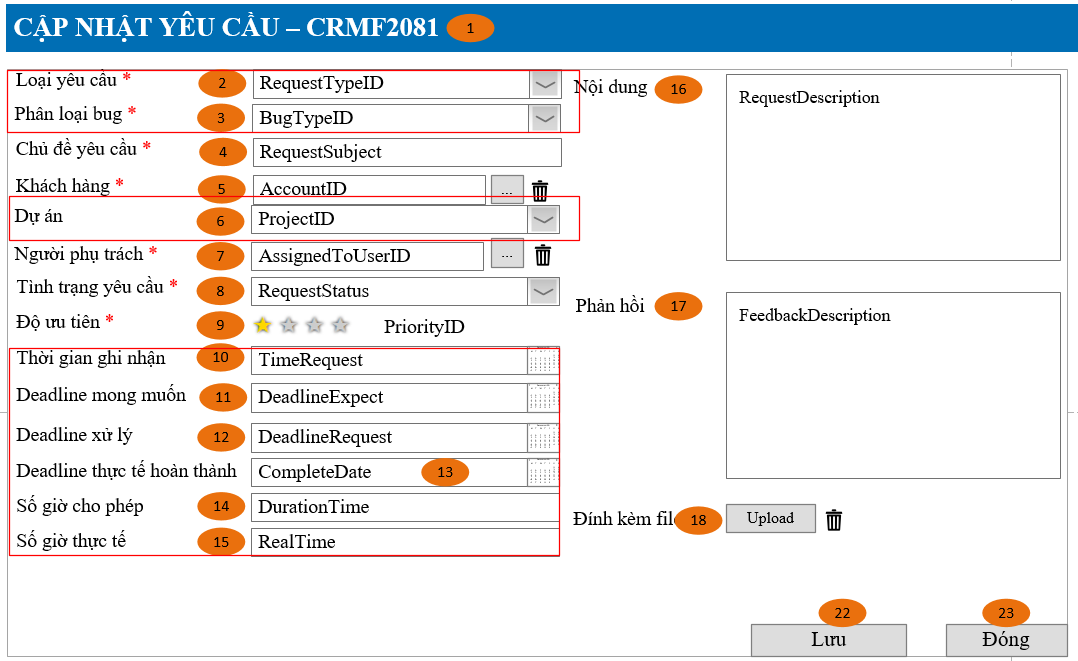 CẬP NHẬT YÊU CẦU – CRMF2081 1
Loại yêu cầu * 2 RequestTypeID
Phân loại bug * 3 BugTypeID
Chủ đề yêu cầu * 4 RequestSubject
Khách hàng * 5 AccountID ...
Dự án 6 ProjectID
Người phụ trách * 7 AssignedToUserID ...
Tình trạng yêu cầu * 8 RequestStatus
Độ ưu tiên * 9 PriorityID
Thời gian ghi nhận 10 TimeRequest
Deadline mong muốn 11 DeadlineExpect
Deadline xử lý 12 DeadlineRequest
Deadline thực tế hoàn thành CompleteDate 13
Số giờ cho phép 14 DurationTime
Số giờ thực tế 15 RealTime
Nội dung 16 RequestDescription
Phản hồi 17 FeedbackDescription
Đính kèm file 18 Upload
22 23
Lưu Đóng